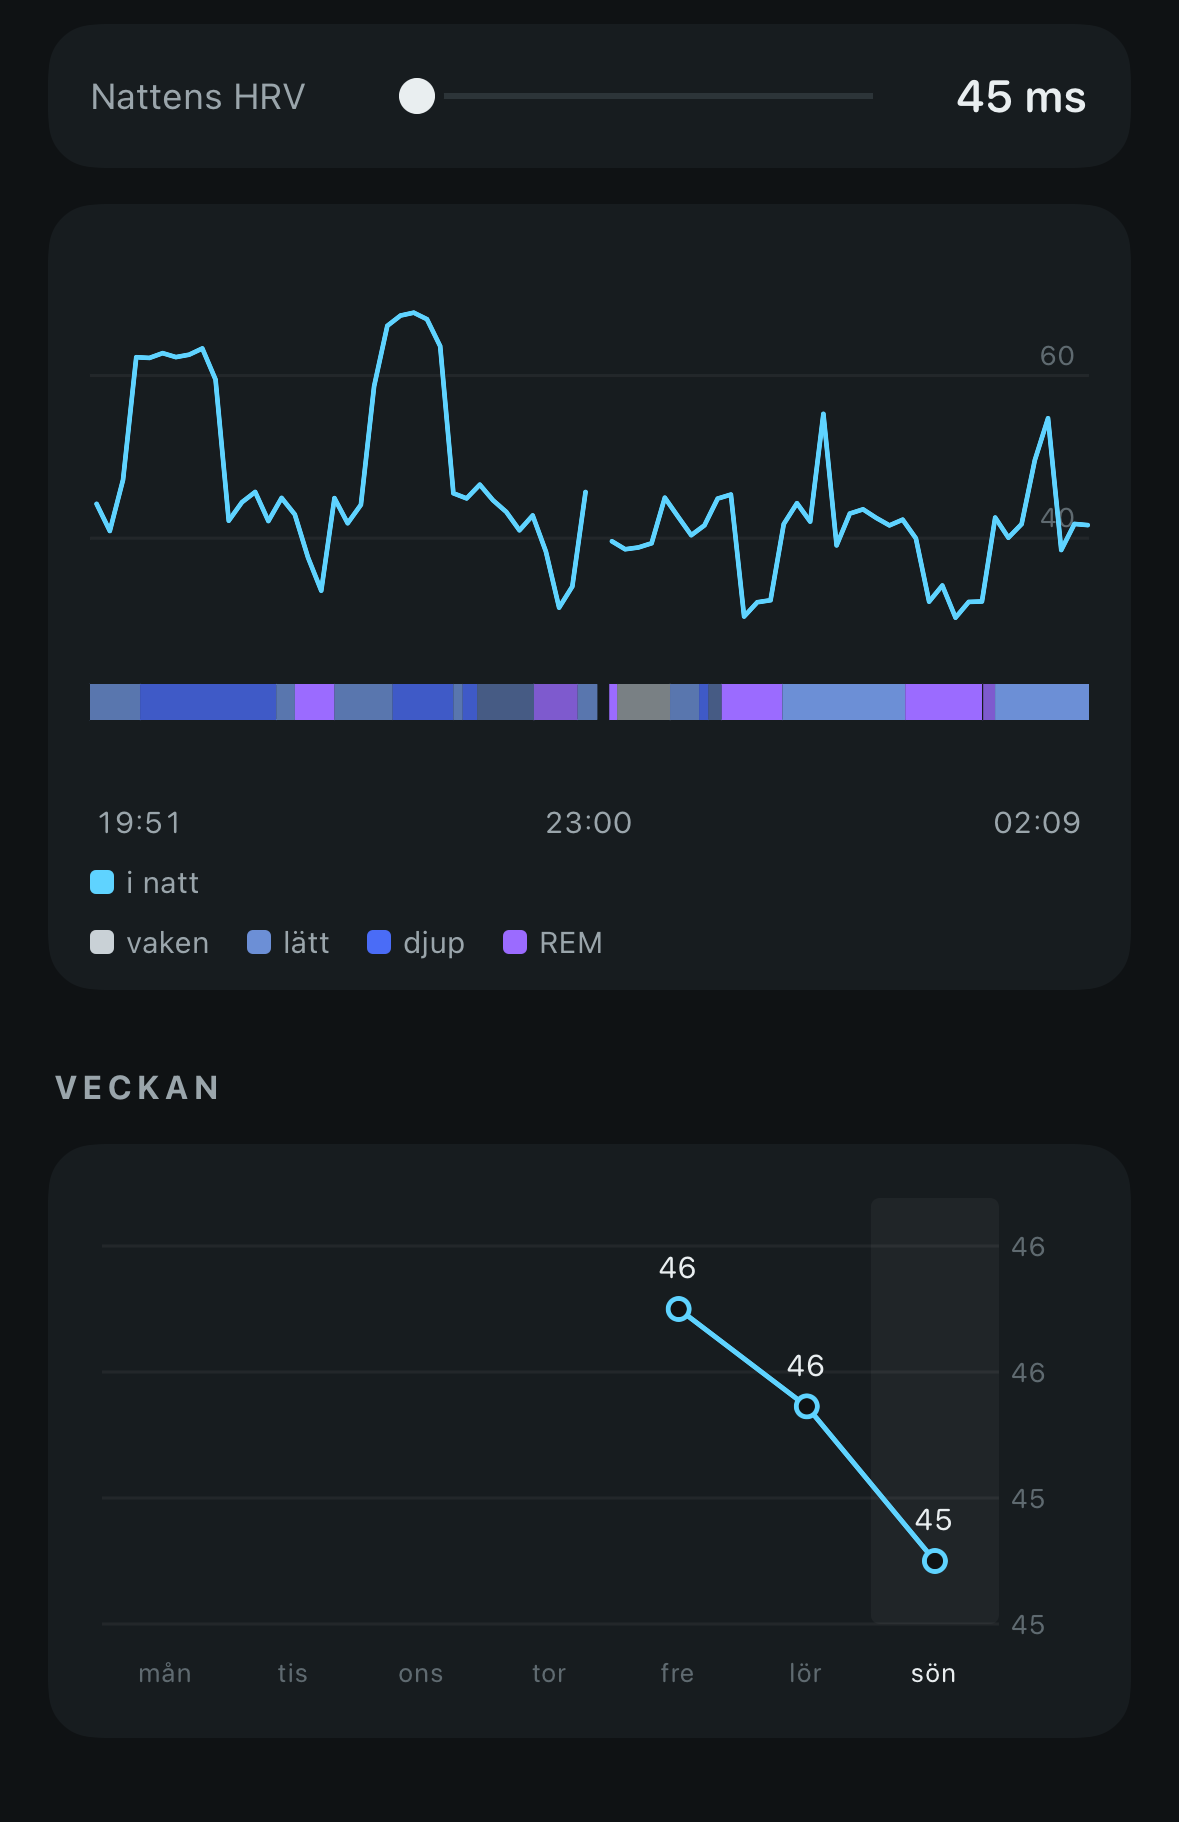 Nattens HRV 45 ms
60
40
19:51 23:00 02:09
i natt
vaken lätt djup REM
VECKAN
46
46
46
46
45
45
45
mån tis ons tor fre lör sön